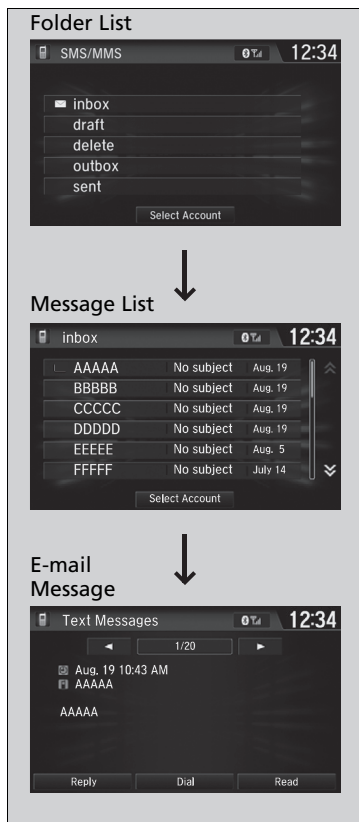 Folder List
SMS/MMS 12:34
inbox
draft
delete
outbox
sent
Select Account
Message List
inbox 12:34
AAAAA No subject Aug. 19
BBBBB No subject Aug. 19
CCCCC No subject Aug. 19
DDDDD No subject Aug. 19
EEEEE No subject Aug. 5
FFFFF No subject July 14
Select Account
E-mail
Message
Text Messages 12:34
1/20
Aug. 19 10:43 AM
AAAAA
AAAAA
Reply Dial Read